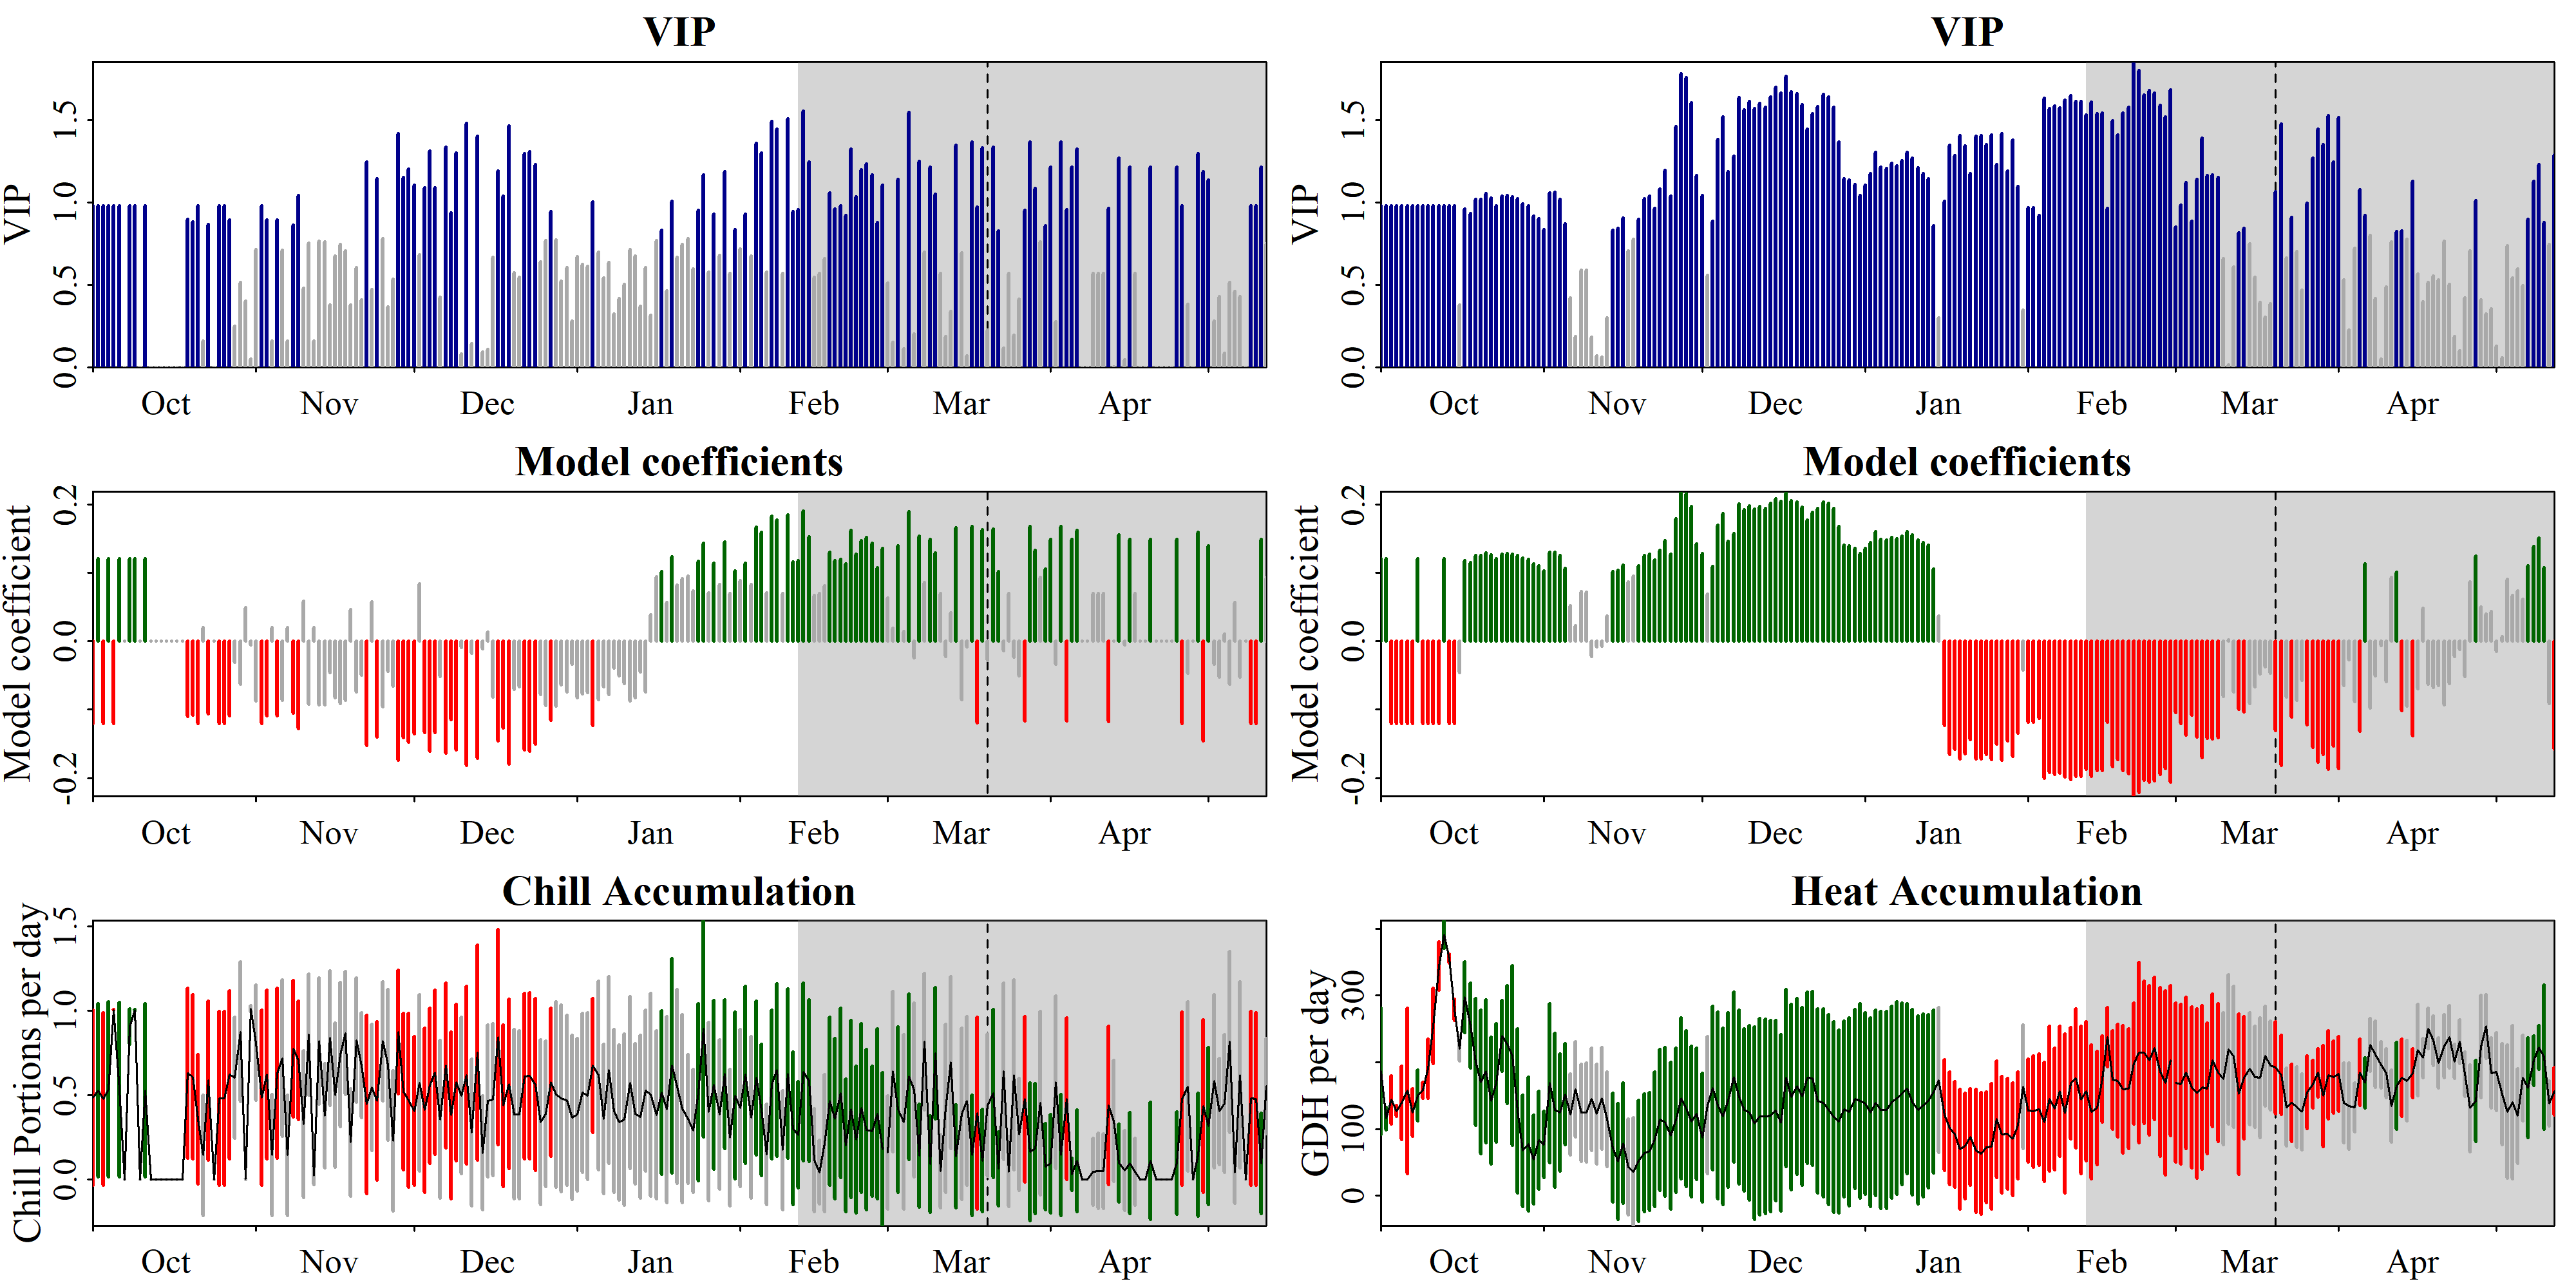 VIP
VIP
1.5
1.0
0.5
0.0
Oct Nov Dec Jan Feb Mar Apr
VIP
VIP
1.5
1.0
0.5
0.0
Oct Nov Dec Jan Feb Mar Apr
Model coefficients
Model coefficient
0.2
0.0
-0.2
Oct Nov Dec Jan Feb Mar Apr
Model coefficients
Model coefficient
0.2
0.0
-0.2
Oct Nov Dec Jan Feb Mar Apr
Chill Accumulation
Chill Portions per day
1.5
1.0
0.5
0.0
Oct Nov Dec Jan Feb Mar Apr
Heat Accumulation
GDH per day
300
100
0
Oct Nov Dec Jan Feb Mar Apr